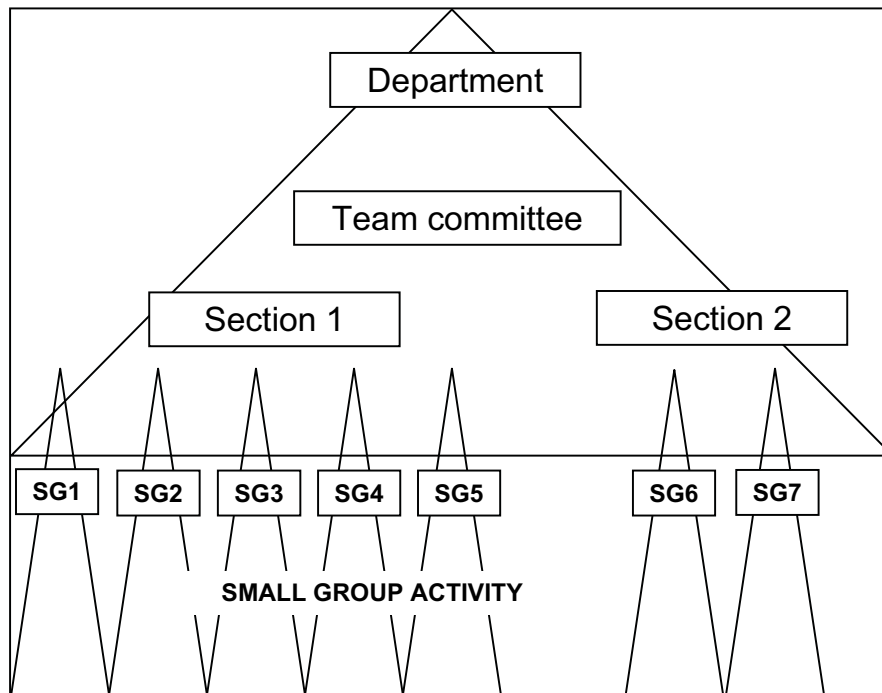 Department
Team committee
Section 1
Section 2
SG1
SG2
SG3
SG4
SG5
SG6
SG7
SMALL GROUP ACTIVITY